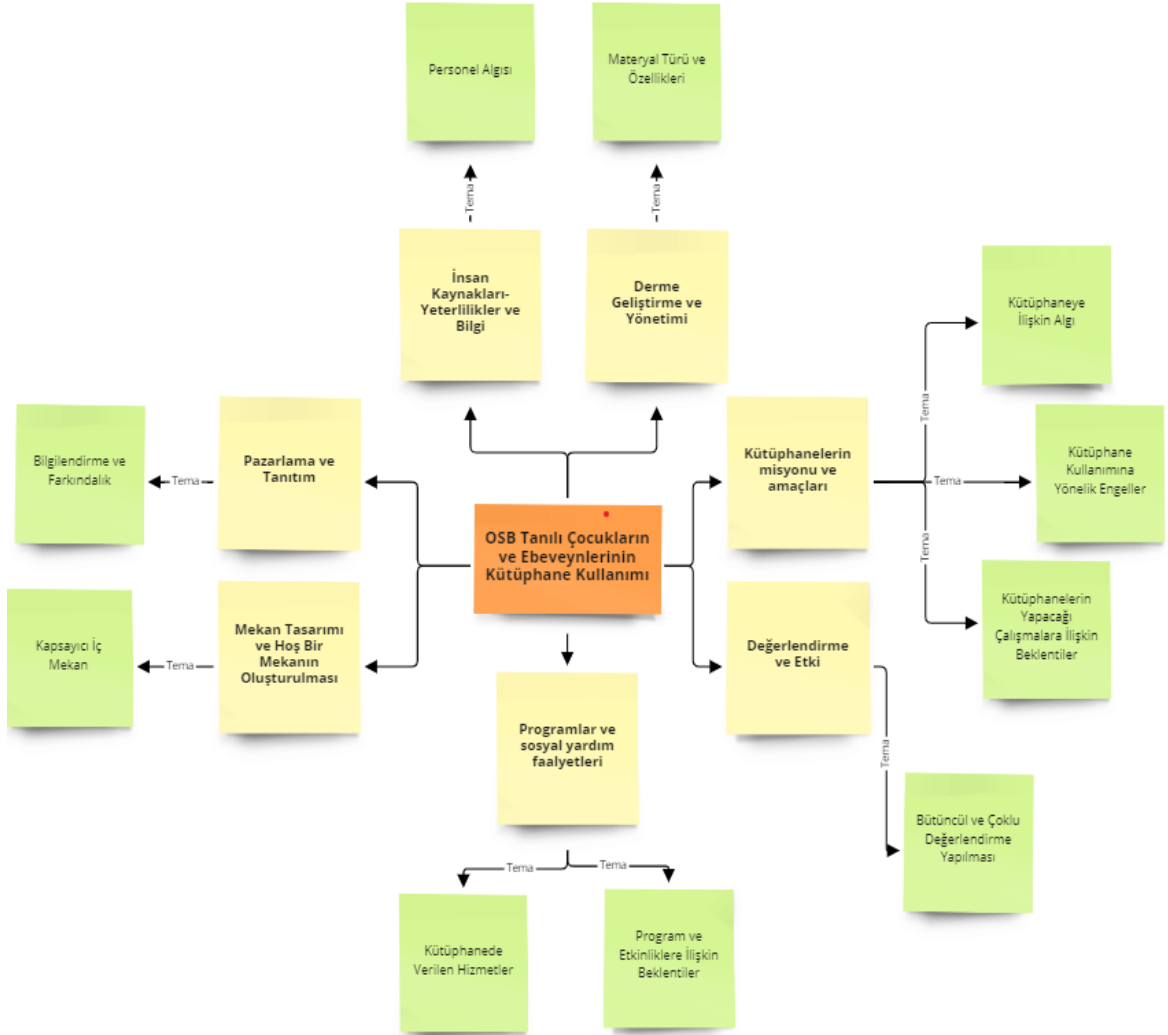 Personel Algısı
Materyal Türü ve
Özellikleri
Tema
Tema
İnsan
Kaynakları-
Yeterlilikler ve
Bilgi
Derme
Geliştirme ve
Yönetimi
Kütüphaneye
İlişkin Algı
Tema
Bilgilendirme ve
Farkındalık
Tema
Pazarlama ve
Tanıtım
Kütüphanelerin
misyonu ve
amaçları
Tema
Kütüphane
Kullanımına
Yönelik Engeller
OSB Tanılı Çocukların
ve Ebeveynlerinin
Kütüphane Kullanımı
Tema
Kapsayıcı İç
Mekan
Tema
Mekan Tasarımı
ve Hoş Bir
Mekanın
Oluşturulması
Değerlendirme
ve Etki
Kütüphanelerin
Yapacağı
Çalışmalara İlişkin
Beklentiler
Programlar ve
sosyal yardım
faalyetleri
Tema
Bütüncül ve Çoklu
Değerlendirme
Yapılması
Tema
Tema
Kütüphanede
Verilen Hizmetler
Program ve
Etkinliklere İlişkin
Beklentiler